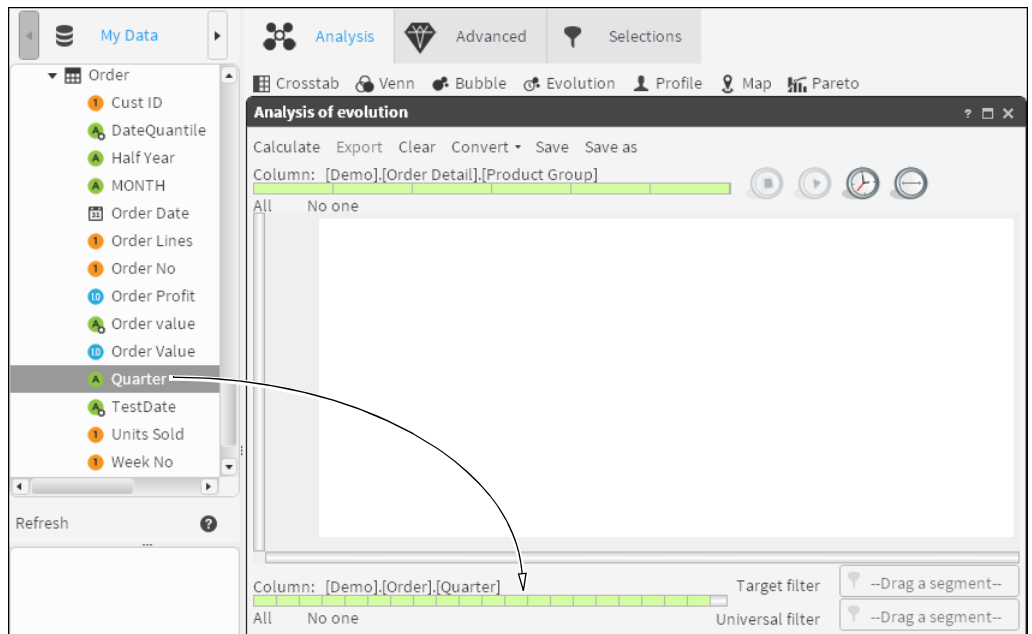 My Data
Analysis
Advanced
Selections
Order
Cust ID
DateQuantile
Half Year
MONTH
Order Date
Order Lines
Order No
Order Profit
Order value
Order Value
Quarter
TestDate
Units Sold
Week No
Refresh
?
...
Crosstab Venn Bubble Evolution Profile Map Pareto
Analysis of evolution ?
Calculate Export Clear Convert Save Save as
Column: [Demo].[Order Detail].[Product Group]
All No one
Column: [Demo].[Order].[Quarter]
All No one
Target filter --Drag a segment--
Universal filter --Drag a segment--